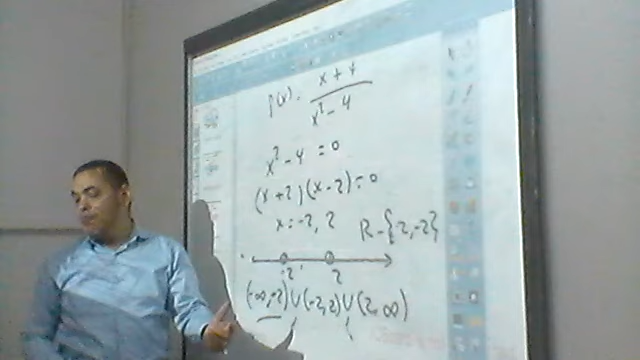 f(x) = x + 4 / x² - 4
x² - 4 = 0
(x + 2)(x - 2) = 0
x = -2, 2 R - {2, -2}
-2 2
(-∞, -2) ∪ (-2, 2) ∪ (2, ∞)